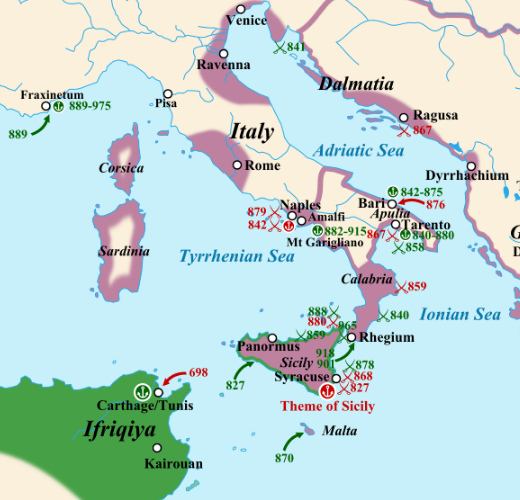 Venice
841
Ravenna
Dalmatia
Fraxinetum
889-975
Pisa
889
Ragusa
867
Italy
Adriatic Sea
Corsica
Rome
Dyrrhachium
842-875
Bari
876
Apulia
Naples
879
Amalfi
842
882-915
Mt Garigliano
Tarento
867
840-880
858
Sardinia
Tyrrhenian Sea
G
D
Calabria
859
888
880
965
840
Ionian Sea
859
Rhegium
Panormus
918
901
Sicily
878
868
Syracuse
827
827
698
Theme of Sicily
Carthage/Tunis
Ifriqiya
Malta
870
Kairouan